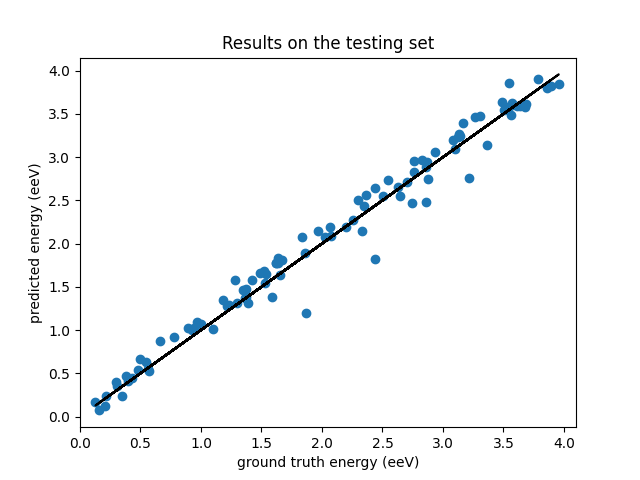 Results on the testing set
predicted energy (eeV)
4.0
3.5
3.0
2.5
2.0
1.5
1.0
0.5
0.0
0.0 0.5 1.0 1.5 2.0 2.5 3.0 3.5 4.0
ground truth energy (eeV)